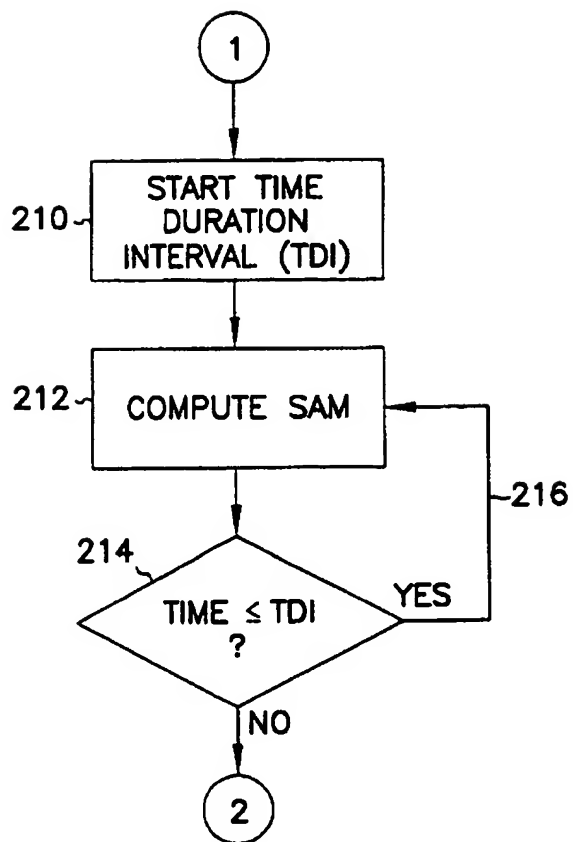 1
START TIME
DURATION
INTERVAL (TDI)
210
COMPUTE SAM
212
216
214
TIME ≤ TDI
?
YES
NO
2